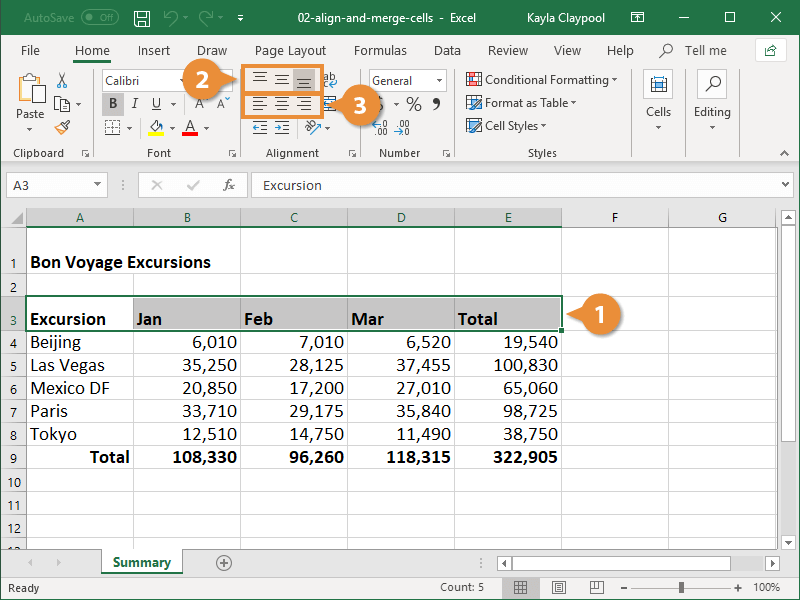 AutoSave Off 02-align-and-merge-cells - Excel Kayla Claypool
File Home Insert Draw Page Layout Formulas Data Review View Help Tell me
2
Calibri ab General Conditional Formatting
Paste B I U A A 3 $ % , Format as Table Cells Editing
A .00 .00 Cell Styles
Clipboard Font Alignment Number Styles
A3 fx Excursion
A B C D E F G
1 Bon Voyage Excursions
2
3 Excursion Jan Feb Mar Total 1
4 Beijing 6,010 7,010 6,520 19,540
5 Las Vegas 35,250 28,125 37,455 100,830
6 Mexico DF 20,850 17,200 27,010 65,060
7 Paris 33,710 29,175 35,840 98,725
8 Tokyo 12,510 14,750 11,490 38,750
9 Total 108,330 96,260 118,315 322,905
10
11
12
Summary
Ready Count: 5 100%